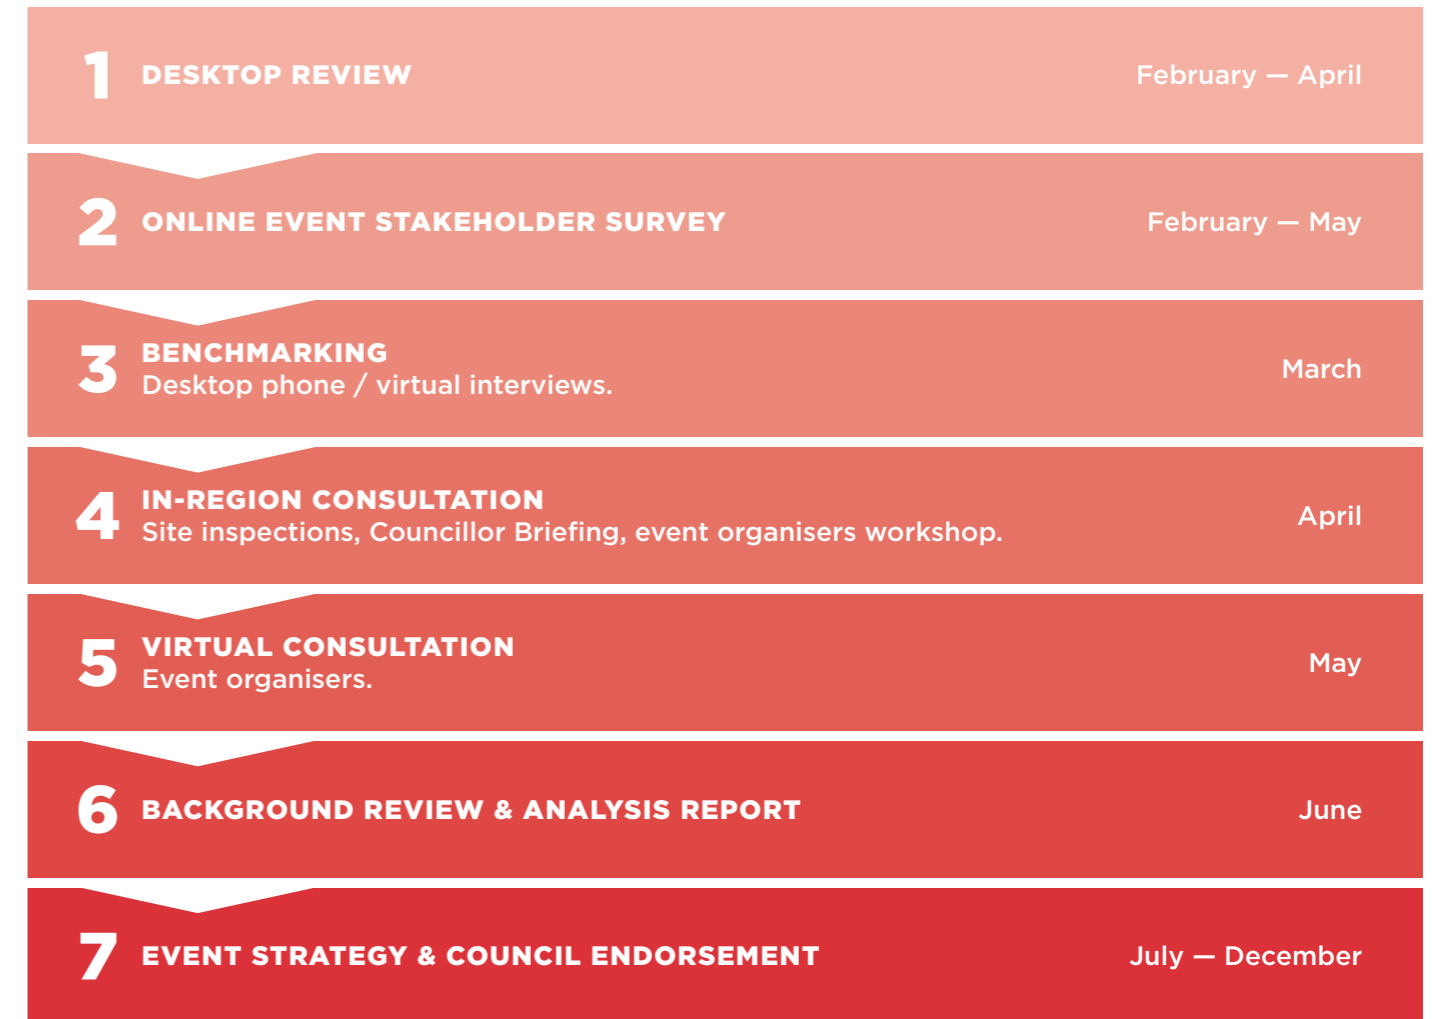 1 DESKTOP REVIEW February — April
2 ONLINE EVENT STAKEHOLDER SURVEY February — May
3 BENCHMARKING
Desktop phone / virtual interviews. March
4 IN-REGION CONSULTATION
Site inspections, Councillor Briefing, event organisers workshop. April
5 VIRTUAL CONSULTATION
Event organisers. May
6 BACKGROUND REVIEW & ANALYSIS REPORT June
7 EVENT STRATEGY & COUNCIL ENDORSEMENT July — December